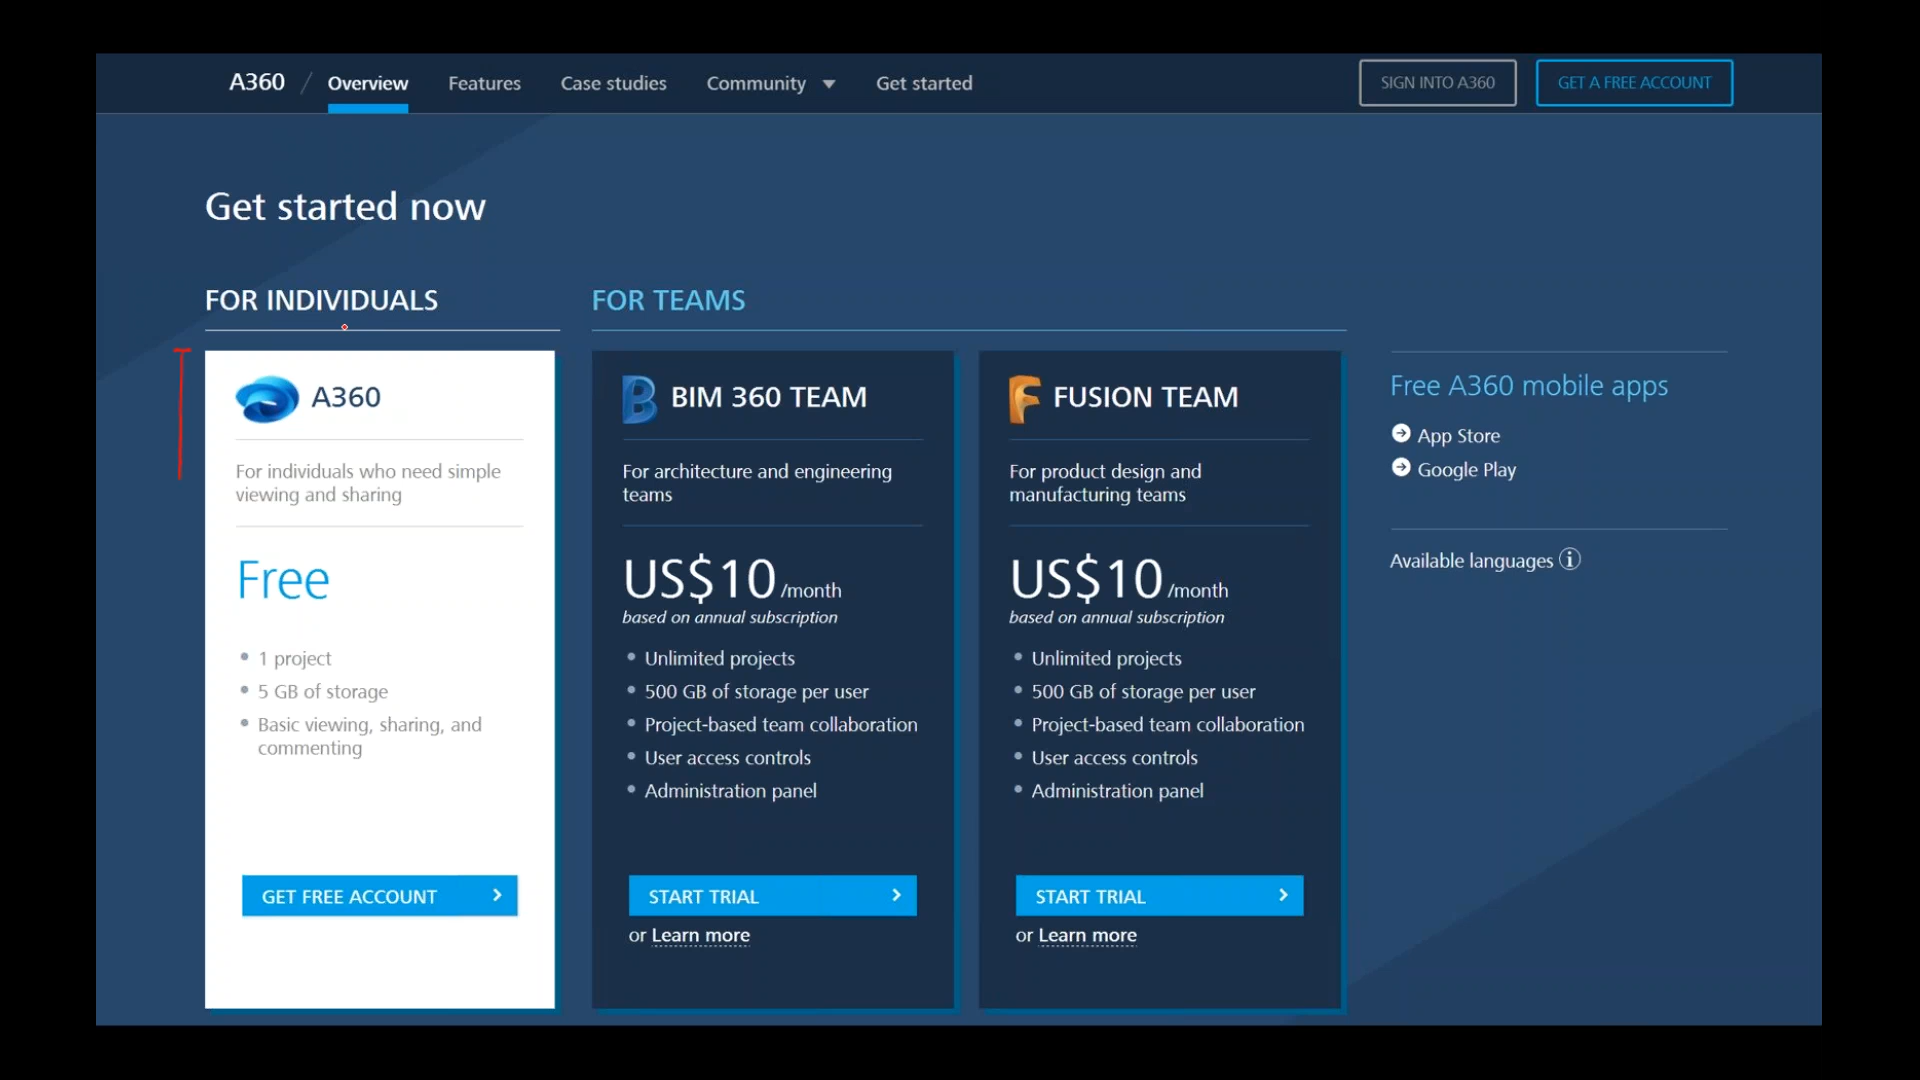 A360 / Overview Features Case studies Community Get started SIGN INTO A360 GET A FREE ACCOUNT
Get started now
FOR INDIVIDUALS
A360
For individuals who need simple
viewing and sharing
Free
1 project
5 GB of storage
Basic viewing, sharing, and
commenting
GET FREE ACCOUNT
FOR TEAMS
BIM 360 TEAM
For architecture and engineering
teams
US$10 /month
based on annual subscription
Unlimited projects
500 GB of storage per user
Project-based team collaboration
User access controls
Administration panel
START TRIAL
or Learn more
FUSION TEAM
For product design and
manufacturing teams
US$10 /month
based on annual subscription
Unlimited projects
500 GB of storage per user
Project-based team collaboration
User access controls
Administration panel
START TRIAL
or Learn more
Free A360 mobile apps
App Store
Google Play
Available languages